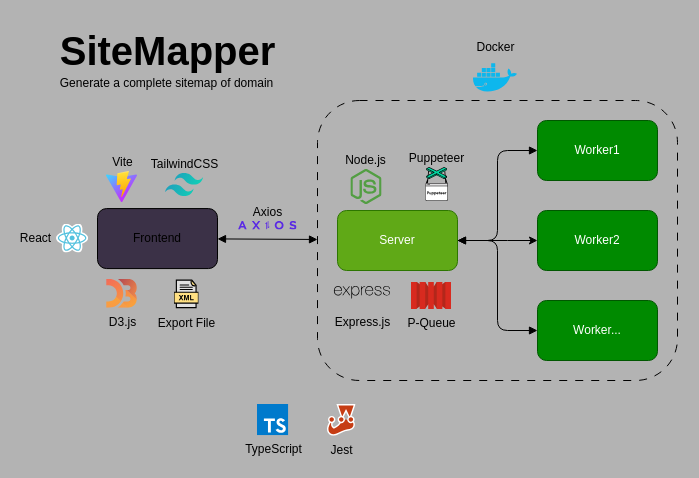 SiteMapper
Generate a complete sitemap of domain
Docker
Vite
TailwindCSS
React
Frontend
D3.js
XML
Export File
Axios
AXIOS
Node.js
JS
Puppeteer
Puppeteer
Server
express
Express.js
P-Queue
Worker1
Worker2
Worker...
TS
TypeScript
Jest